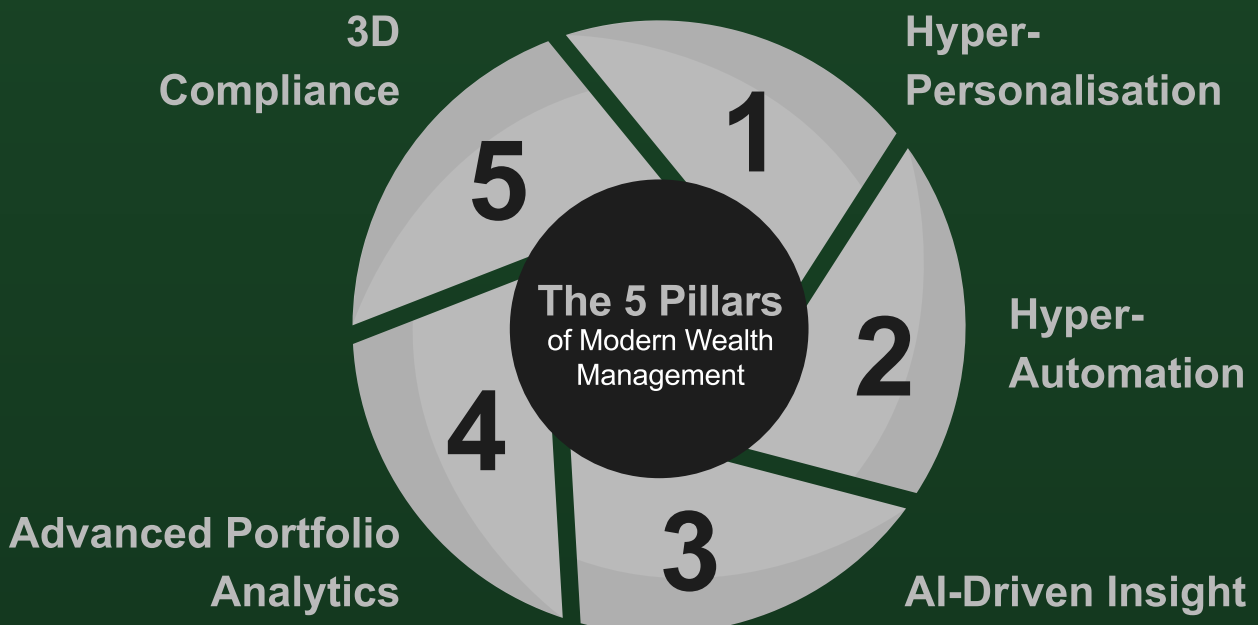 The 5 Pillars
of Modern Wealth
Management
1
Hyper-
Personalisation
2
Hyper-
Automation
3
AI-Driven Insight
4
Advanced Portfolio
Analytics
5
3D
Compliance